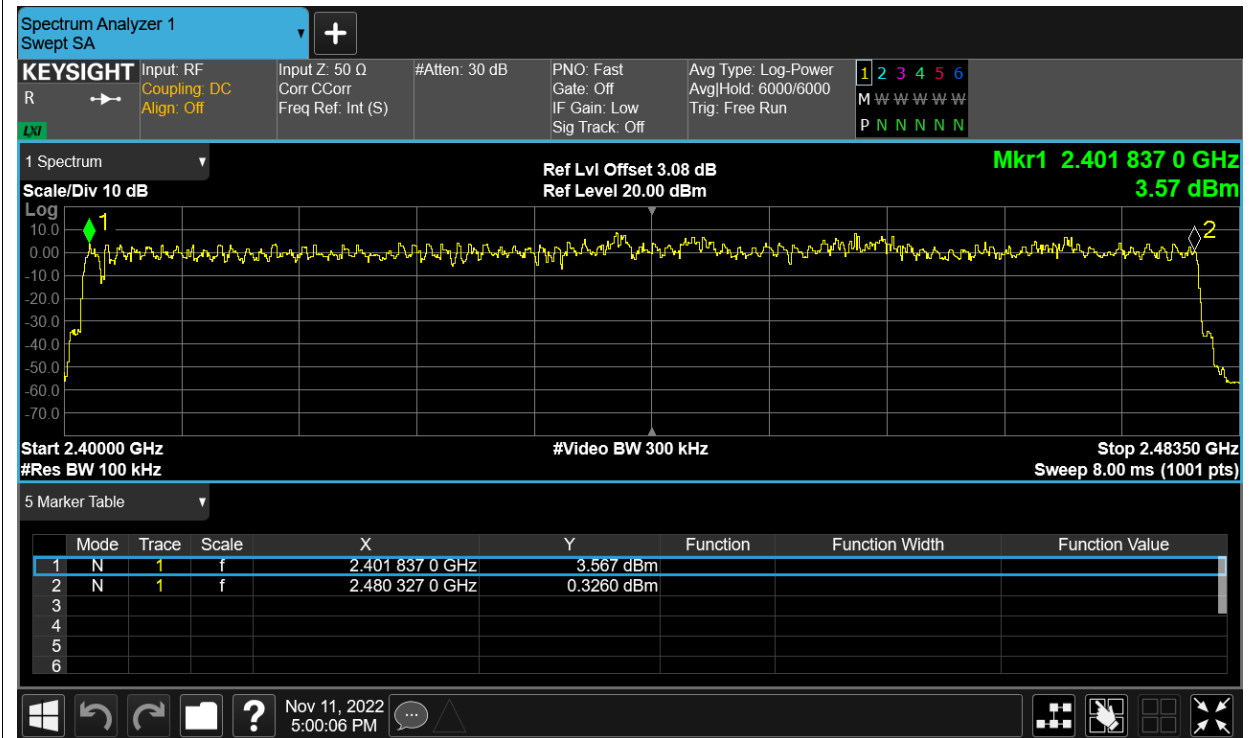 Spectrum Analyzer 1
Swept SA
KEYSIGHT
R
LXI
Input: RF
Coupling: DC
Align: Off
Input Z: 50 Ω
Corr CCorr
Freq Ref: Int (S)
#Atten: 30 dB
PNO: Fast
Gate: Off
IF Gain: Low
Sig Track: Off
Avg Type: Log-Power
Avg|Hold: 6000/6000
Trig: Free Run
1 2 3 4 5 6
M W W W W W
P N N N N N
1 Spectrum
Scale/Div 10 dB
Ref Lvl Offset 3.08 dB
Ref Level 20.00 dBm
Mkr1 2.401 837 0 GHz
3.57 dBm
Log
10.0
0.00
-10.0
-20.0
-30.0
-40.0
-50.0
-60.0
-70.0
1
2
Start 2.40000 GHz
#Res BW 100 kHz
#Video BW 300 kHz
Stop 2.48350 GHz
Sweep 8.00 ms (1001 pts)
5 Marker Table
Mode Trace Scale X Y Function Function Width Function Value
1 N 1 f 2.401 837 0 GHz 3.567 dBm
2 N 1 f 2.480 327 0 GHz 0.3260 dBm
3
4
5
6
?
Nov 11, 2022
5:00:06 PM